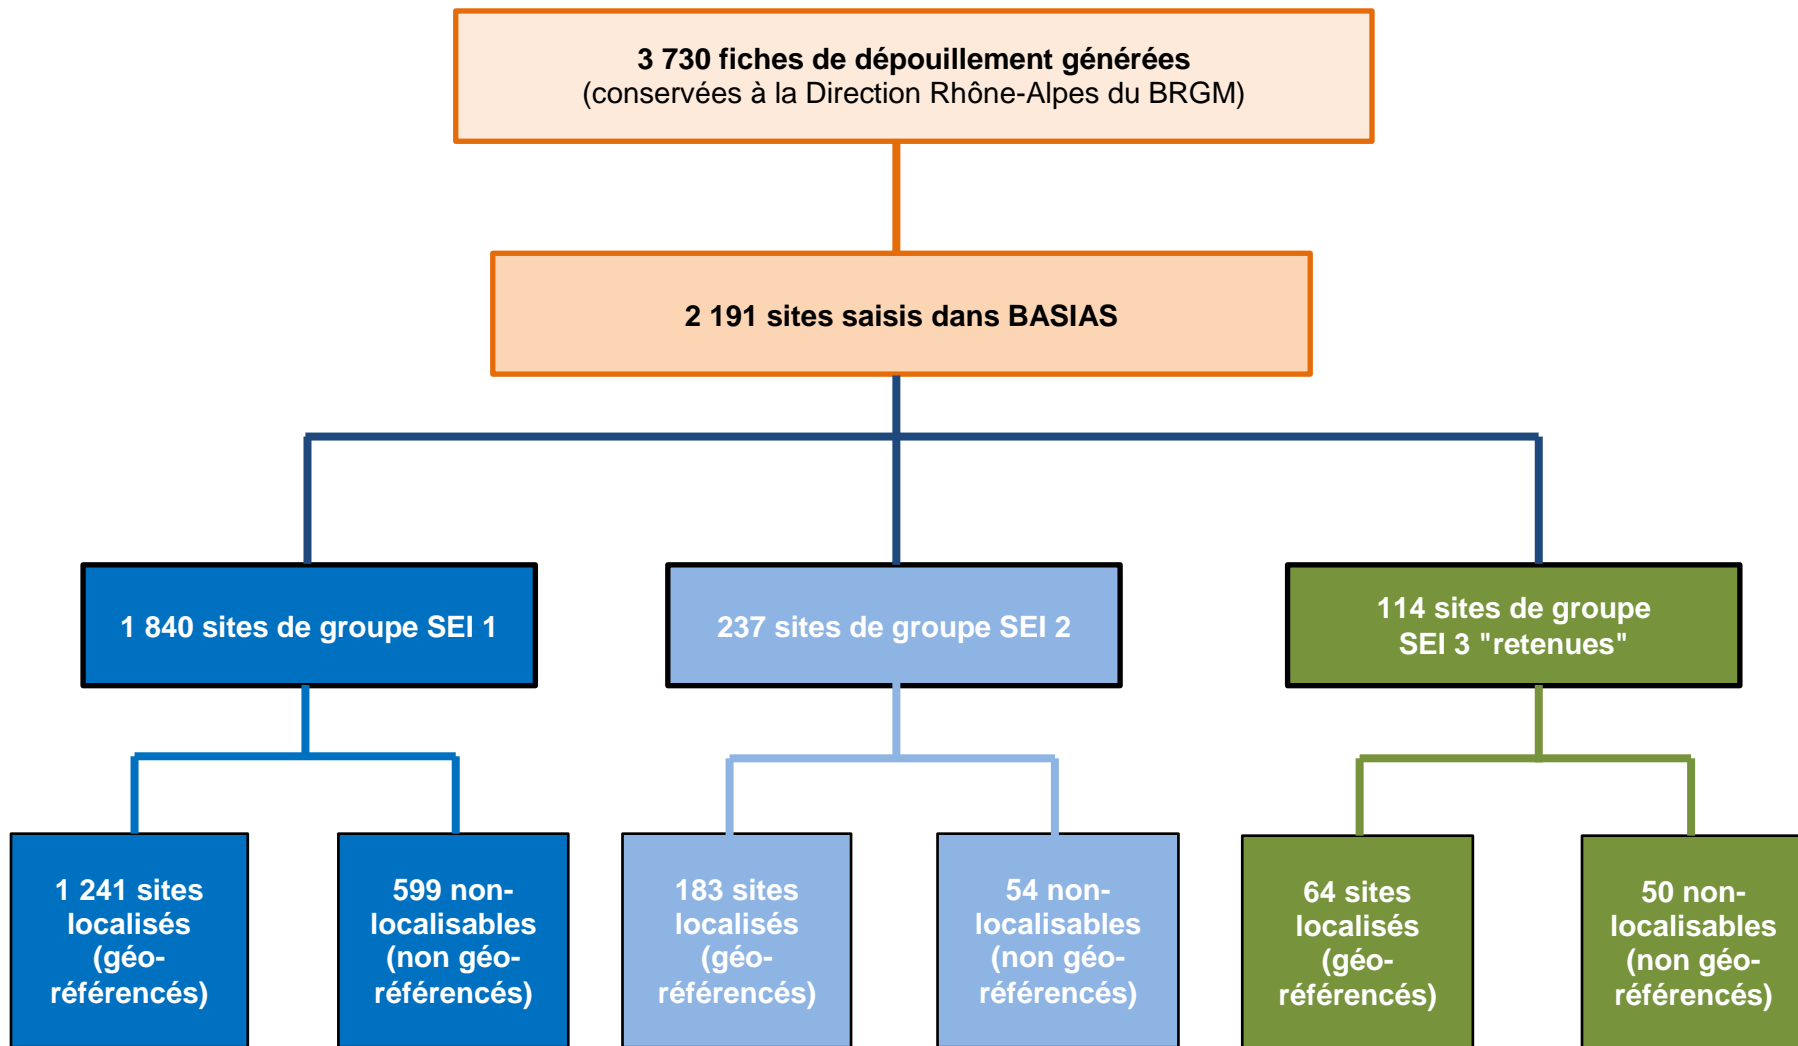 3 730 fiches de dépouillement générées
(conservées à la Direction Rhône-Alpes du BRGM)
2 191 sites saisis dans BASIAS
1 840 sites de groupe SEI 1
237 sites de groupe SEI 2
114 sites de groupe
SEI 3 "retenues"
1 241 sites
localisés
(géo-
référencés)
599 non-
localisables
(non géo-
référencés)
183 sites
localisés
(géo-
référencés)
54 non-
localisables
(non géo-
référencés)
64 sites
localisés
(géo-
référencés)
50 non-
localisables
(non géo-
référencés)